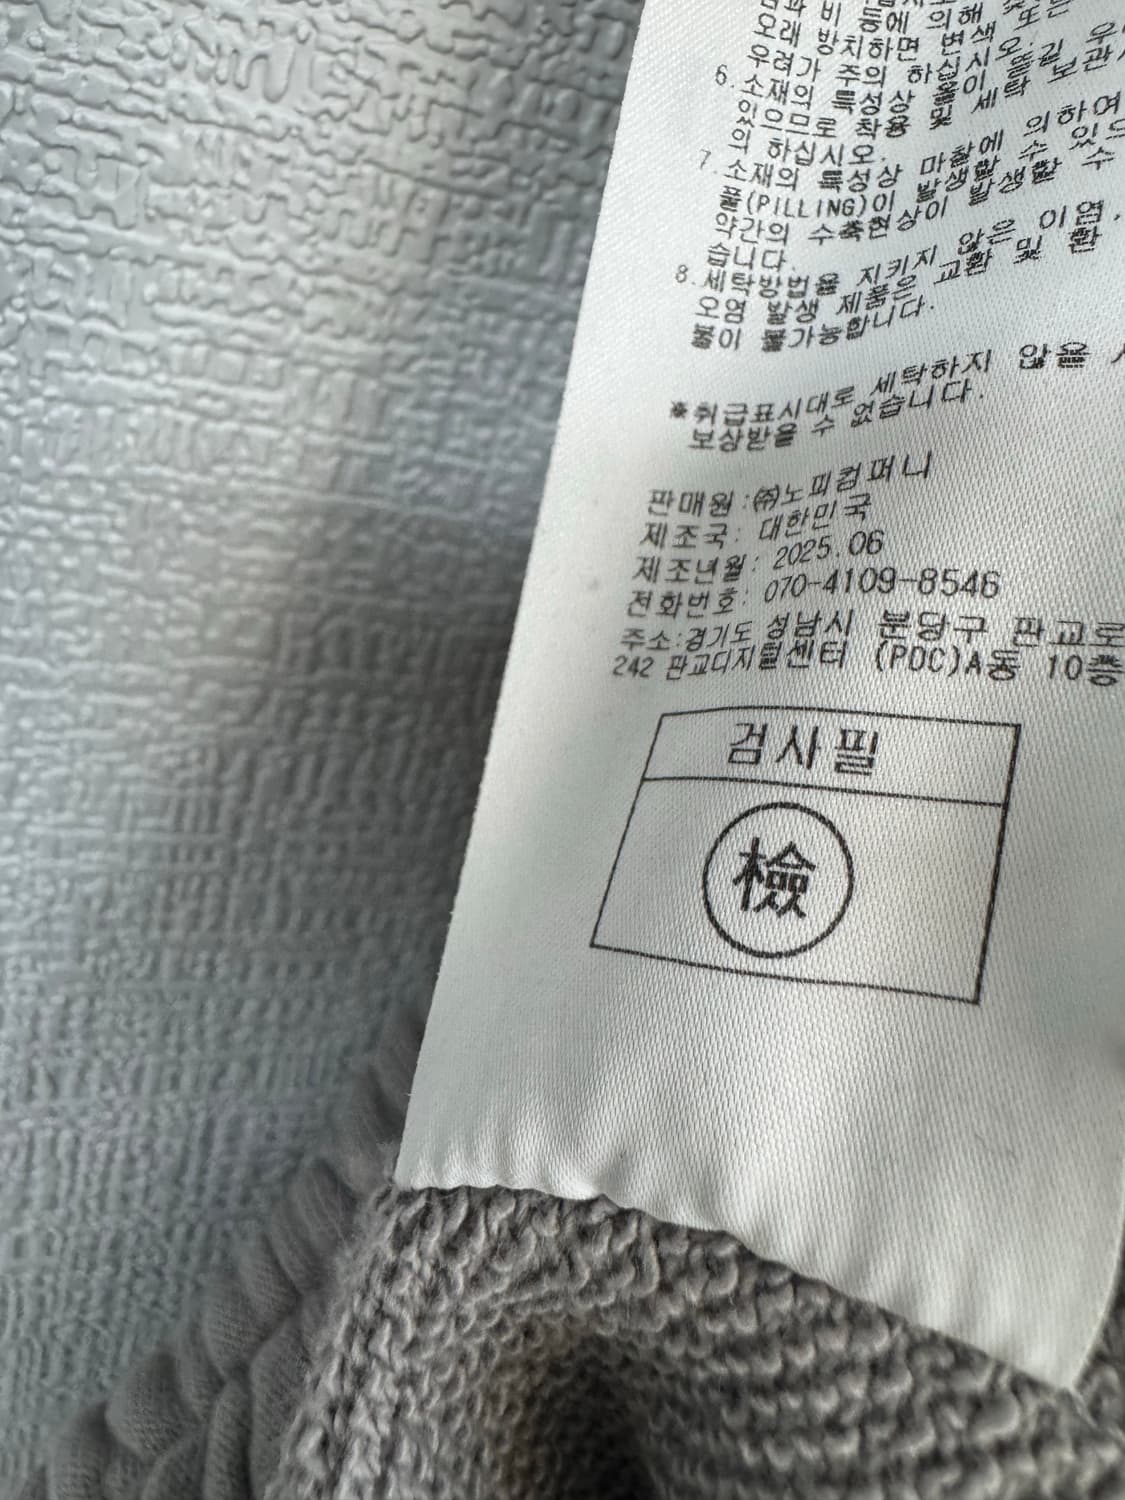 비 등에 의해
오래 방치하면 변색 또는
우려가 주의 하십시오.
6.소재의 특성상 올이 뜯길 우
있으므로 착용 및 세탁 보관
의 하십시오.
7.소재의 특성상 마찰에 의하여
풀(PILLING)이 발생할 수 있
약간의 수축현상이 발생할 수
습니다.
8.세탁방법을 지키지 않은 이염,
오염 발생 제품은 교환 및 환
불이 불가능합니다.
※취급표시대로 세탁하지 않을
보상받을 수 없습니다.
판매원:㈜노피컴퍼니
제조국: 대한민국
제조년월: 2025.06
전화번호: 070-4109-8546
주소:경기도 성남시 분당구 판교로
242 판교디지털센터 (PDC)A동 10층
검사필
檢